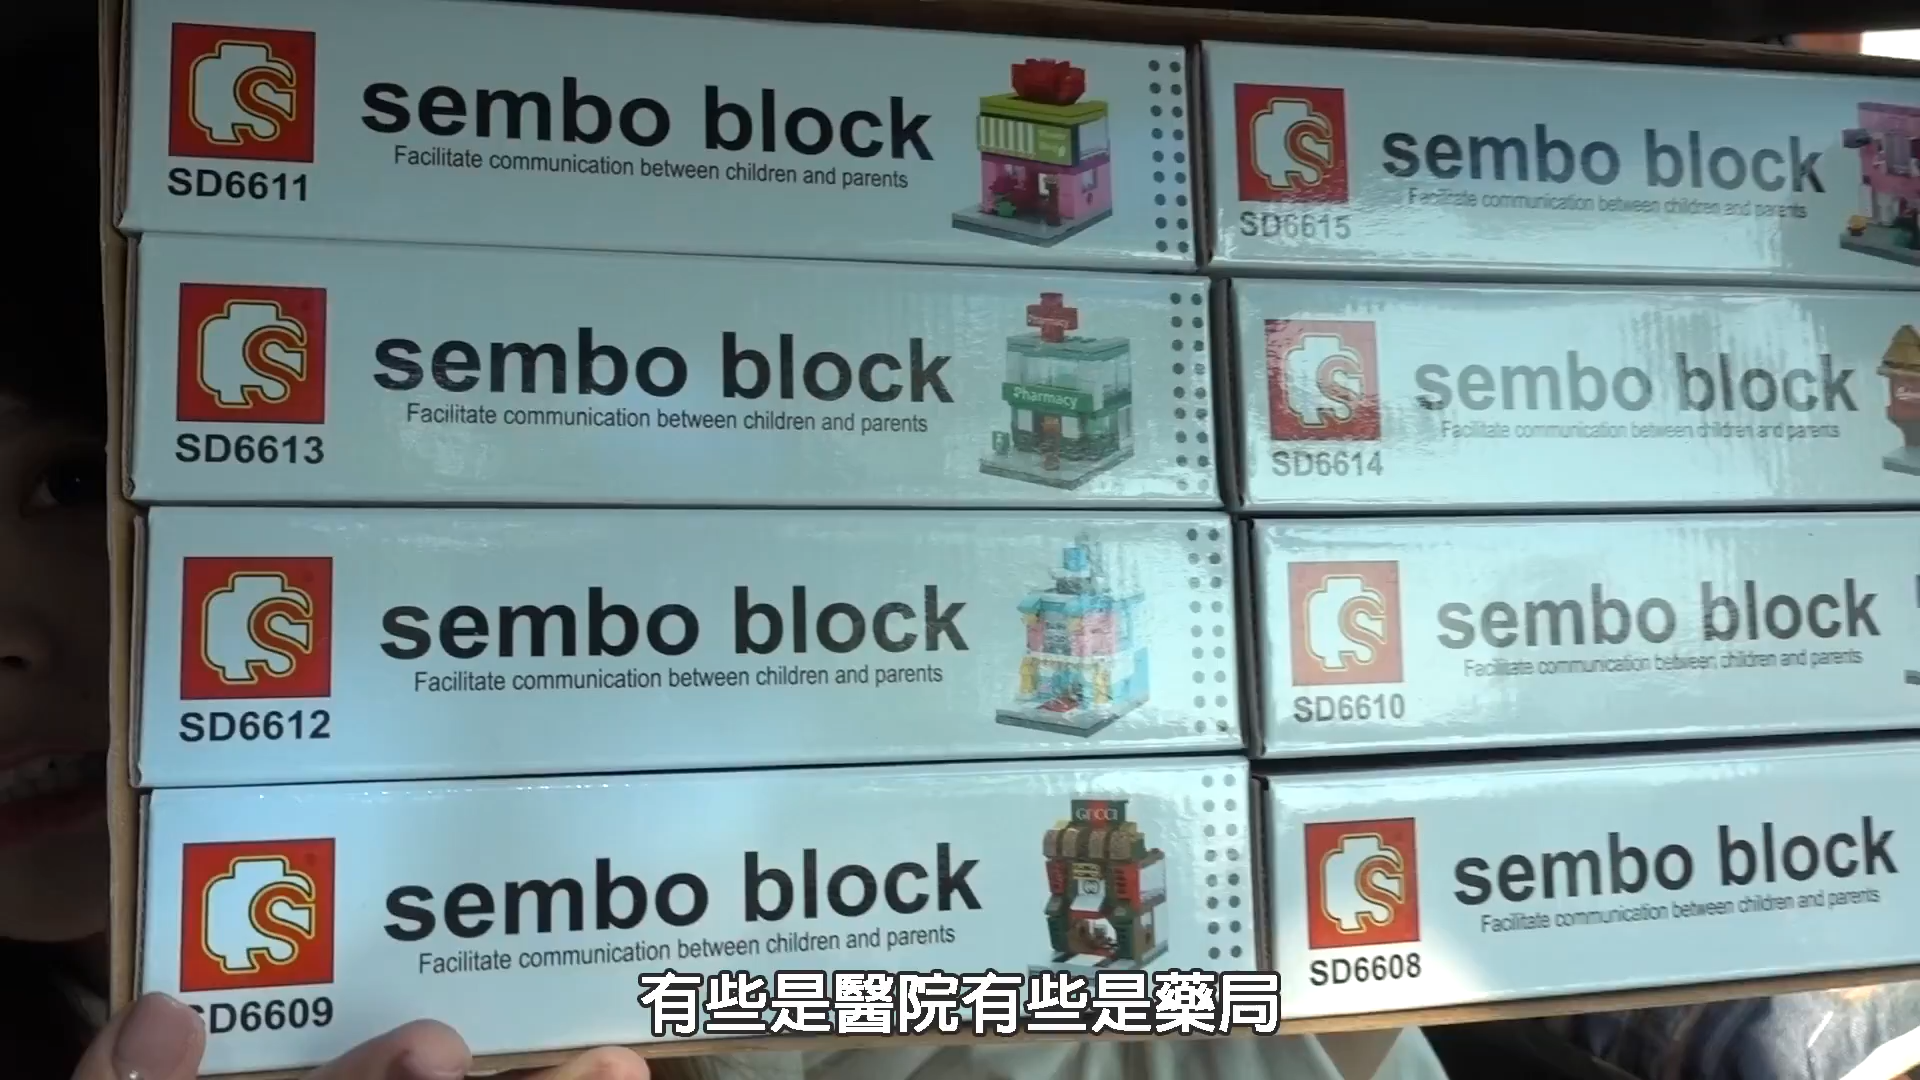 sembo block
Facilitate communication between children and parents
SD6611
sembo block
Facilitate communication between children and parents
SD6615
sembo block
Facilitate communication between children and parents
SD6613
Pharmacy
Pharmacy
sembo block
Facilitate communication between children and parents
SD6614
sembo block
Facilitate communication between children and parents
SD6612
sembo block
Facilitate communication between children and parents
SD6610
sembo block
Facilitate communication between children and parents
SD6609
GUCCI
sembo block
Facilitate communication between children and parents
SD6608
有些是醫院有些是藥局